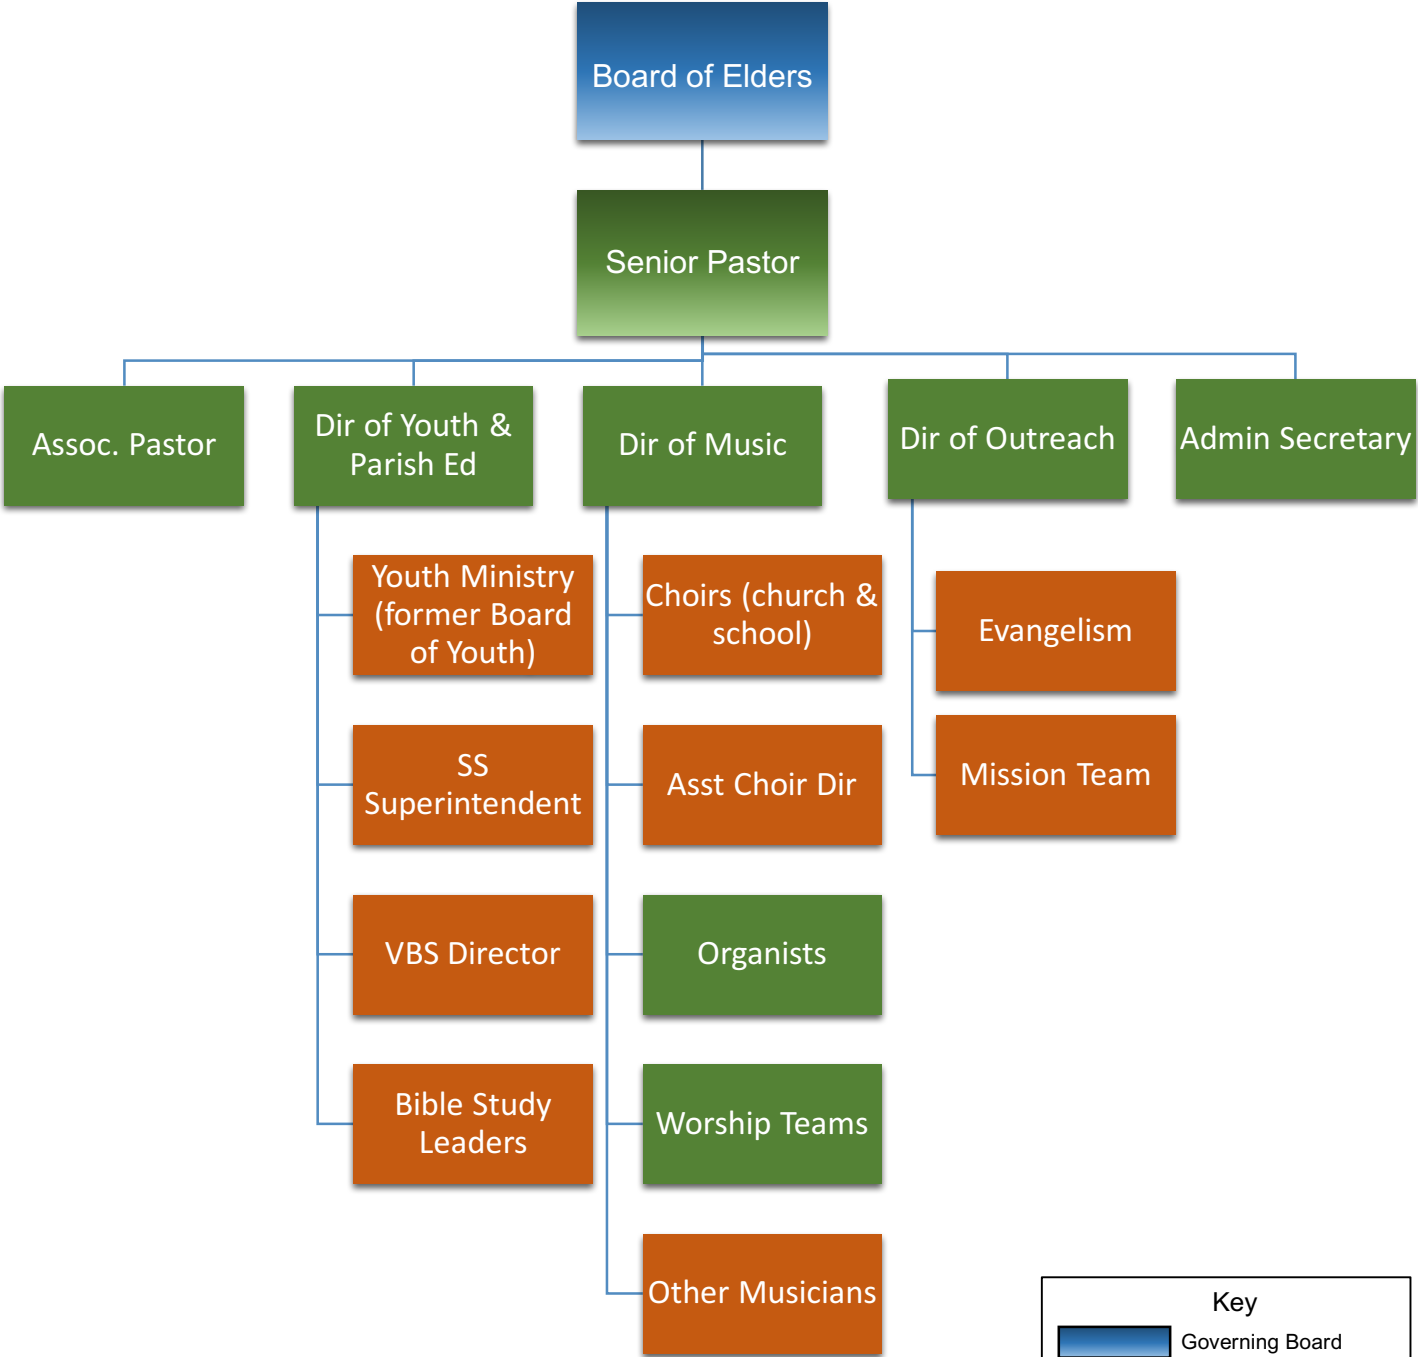 Board of Elders
Senior Pastor
Assoc. Pastor
Dir of Youth &
Parish Ed
Dir of Music
Dir of Outreach
Admin Secretary
Youth Ministry
(former Board
of Youth)
SS
Superintendent
VBS Director
Bible Study
Leaders
Choirs (church &
school)
Asst Choir Dir
Organists
Worship Teams
Other Musicians
Evangelism
Mission Team
Key
Governing Board